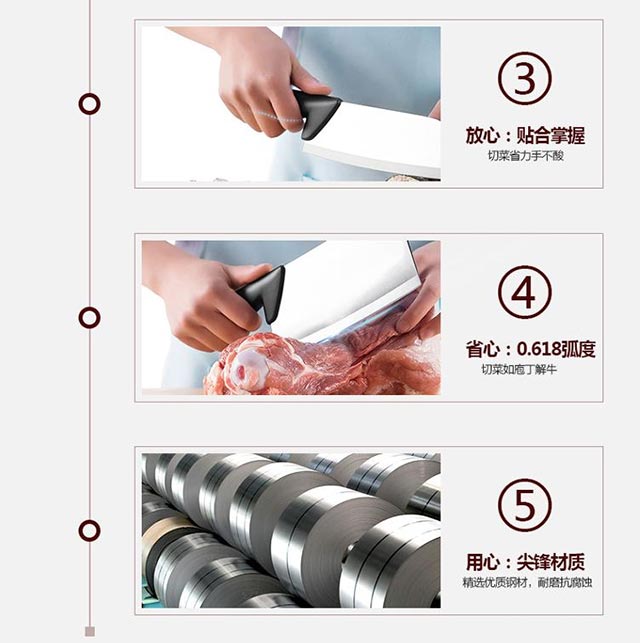 3
放心：贴合掌握
切菜省力手不酸
4
省心：0.618弧度
切菜如庖丁解牛
5
用心：尖锋材质
精选优质钢材，耐磨抗腐蚀